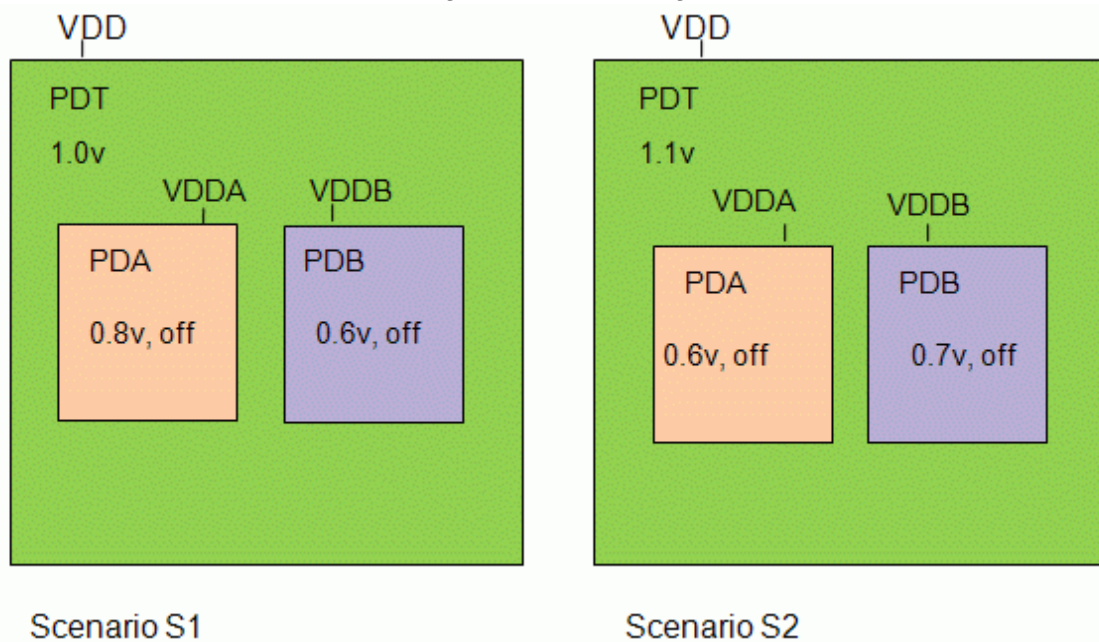 VDD
PDT
1.0v
VDDA
VDDB
PDA
PDB
0.8v, off
0.6v, off
Scenario S1
VDD
PDT
1.1v
VDDA
VDDB
PDA
PDB
0.6v, off
0.7v, off
Scenario S2